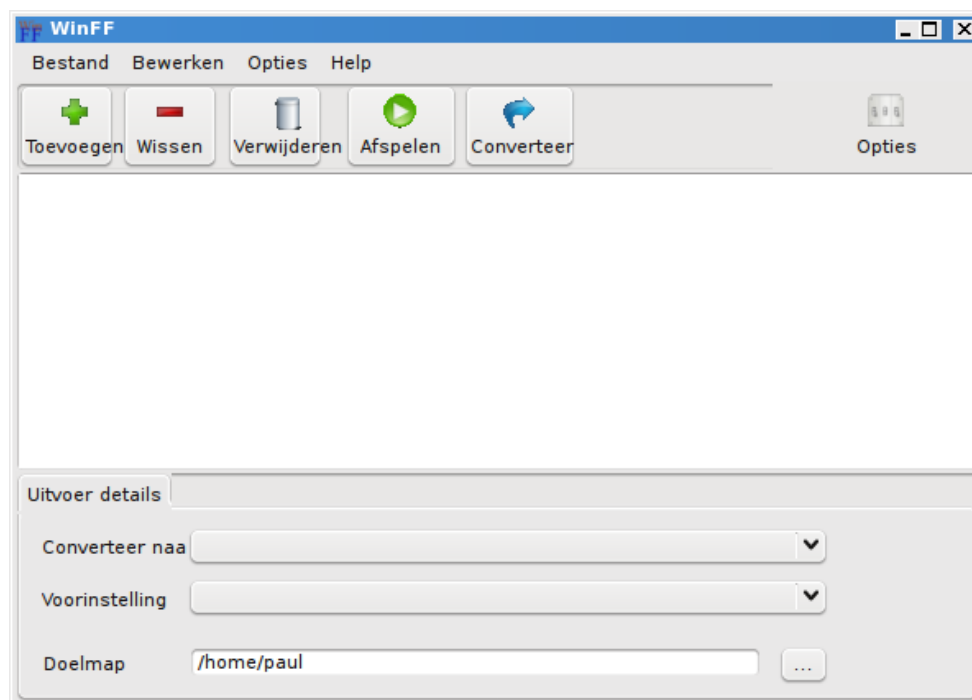 WinFF
Bestand Bewerken Opties Help
Toevoegen Wissen Verwijderen Afspelen Converteer Opties
Uitvoer details
Converteer naa
Voorinstelling
Doelmap /home/paul ...